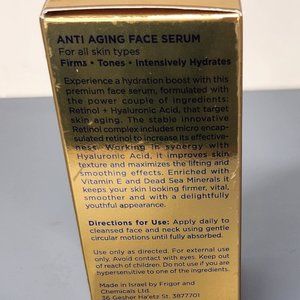 ANTI AGING FACE SERUM
For all skin types
Firms • Tones • Intensively Hydrates
Experience a hydration boost with this
premium face serum, formulated with
the power couple of ingredients:
Retinol + Hyaluronic Acid, that target
skin aging. The stable innovative
Retinol complex includes micro encap-
sulated retinol to increase its effective-
ness. Working in synergy with
Hyaluronic Acid, it improves skin
texture and maximizes the lifting and
smoothing effects. Enriched with
Vitamin E and Dead Sea Minerals it
keeps your skin looking firmer, vital,
smoother and with a delightfully
youthful appearance.
Directions for Use: Apply daily to
cleansed face and neck using gentle
circular motions until fully absorbed.
Use only as directed. For external use
only. Avoid contact with eyes. Keep out
of reach of children. Do not use if you are
hypersensitive to one of the ingredients.
Made in Israel by Frigor and
Chemicals Ltd.
36 Gesher Ha'etz St. 3877701